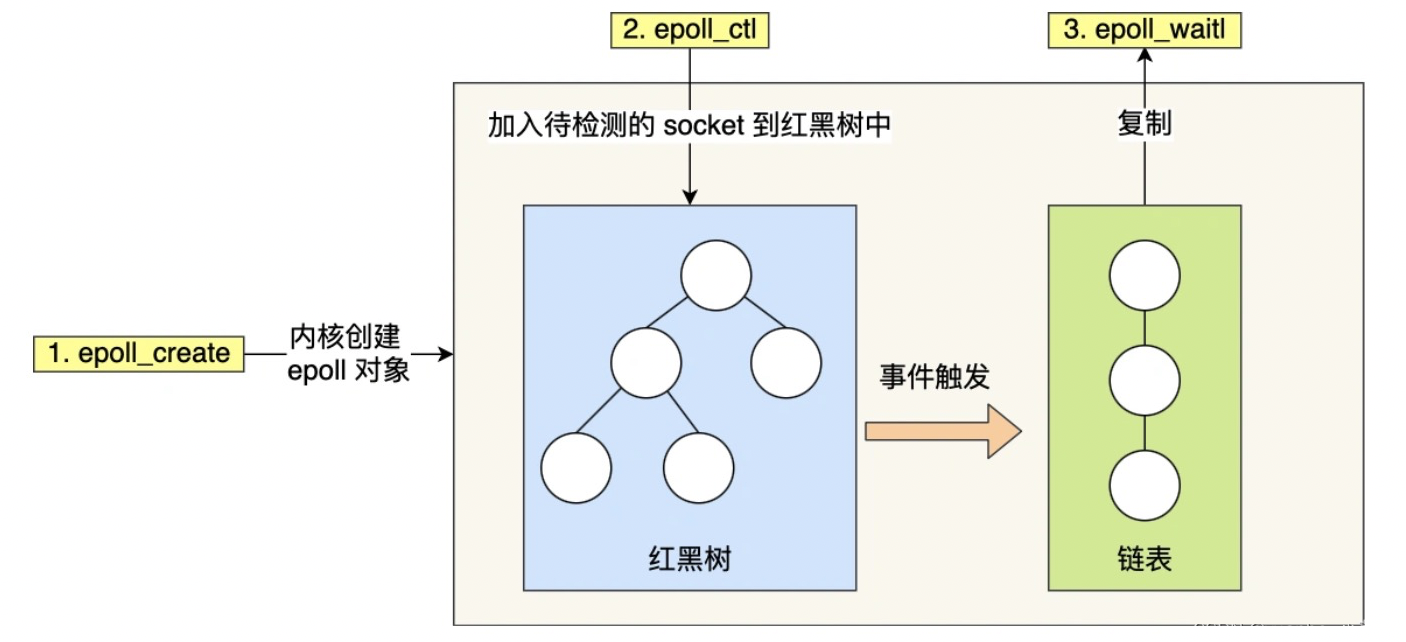 2. epoll_ctl
3. epoll_waitl
加入待检测的 socket 到红黑树中
复制
1. epoll_create
内核创建
epoll 对象
事件触发
红黑树
链表